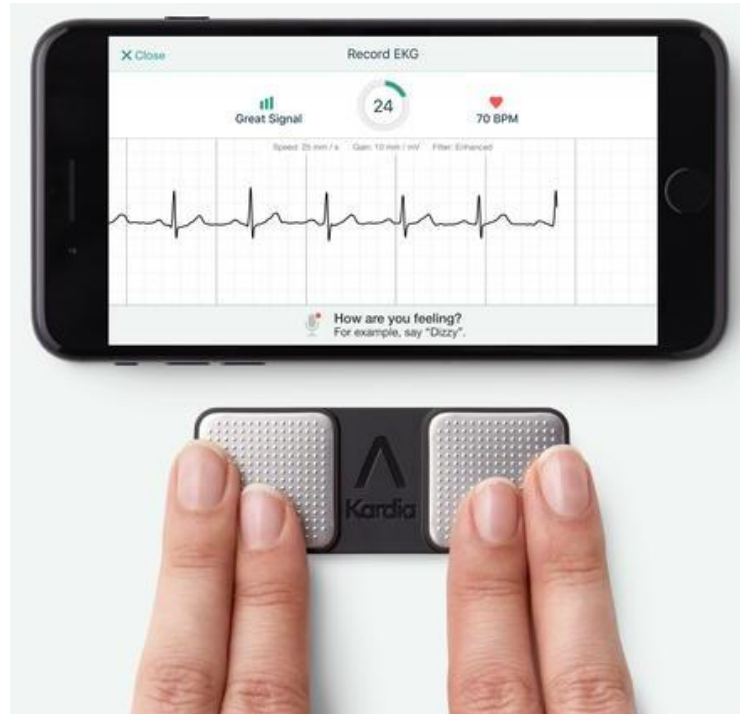 X Close
Record EKG
Great Signal
24
70 BPM
Speed: 25 mm / s Gain: 10 mm / mV Filter: Enhanced
How are you feeling?
For example, say “Dizzy”.
Kardia